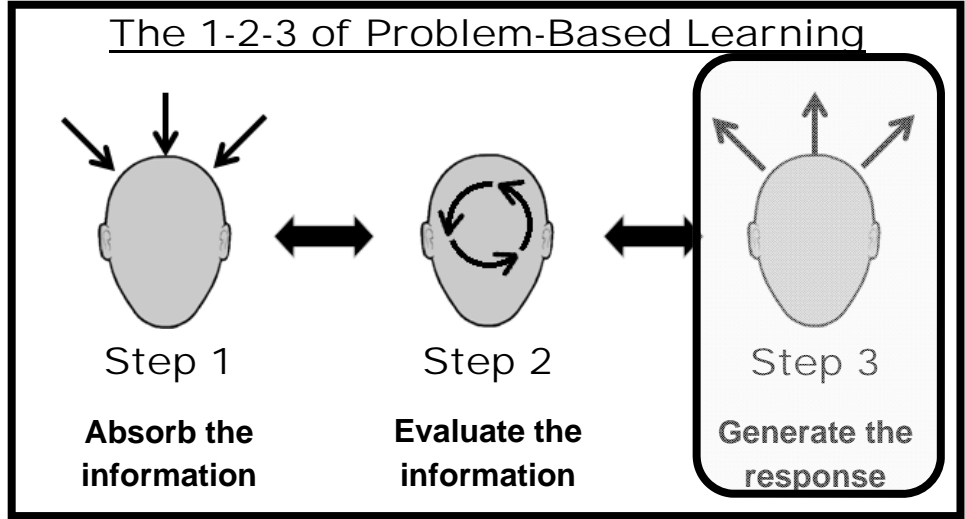 The 1-2-3 of Problem-Based Learning
Step 1
Step 2
Step 3
Absorb the
information
Evaluate the
information
Generate the
response